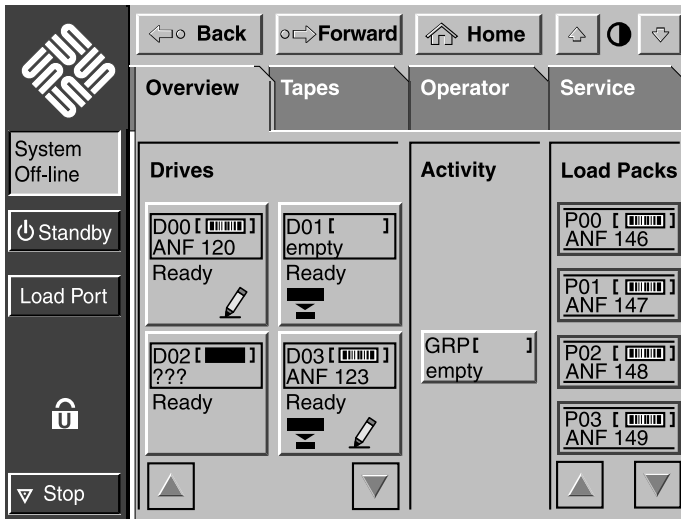 Back
Forward
Home
Overview
Tapes
Operator
Service
System
Off-line
Standby
Load Port
U
Stop
Drives
D00 [ ]
ANF 120
Ready
D01 [ ]
empty
Ready
D02 [ ]
???
Ready
D03 [ ]
ANF 123
Ready
Activity
GRP[ ]
empty
Load Packs
P00 [ ]
ANF 146
P01 [ ]
ANF 147
P02 [ ]
ANF 148
P03 [ ]
ANF 149